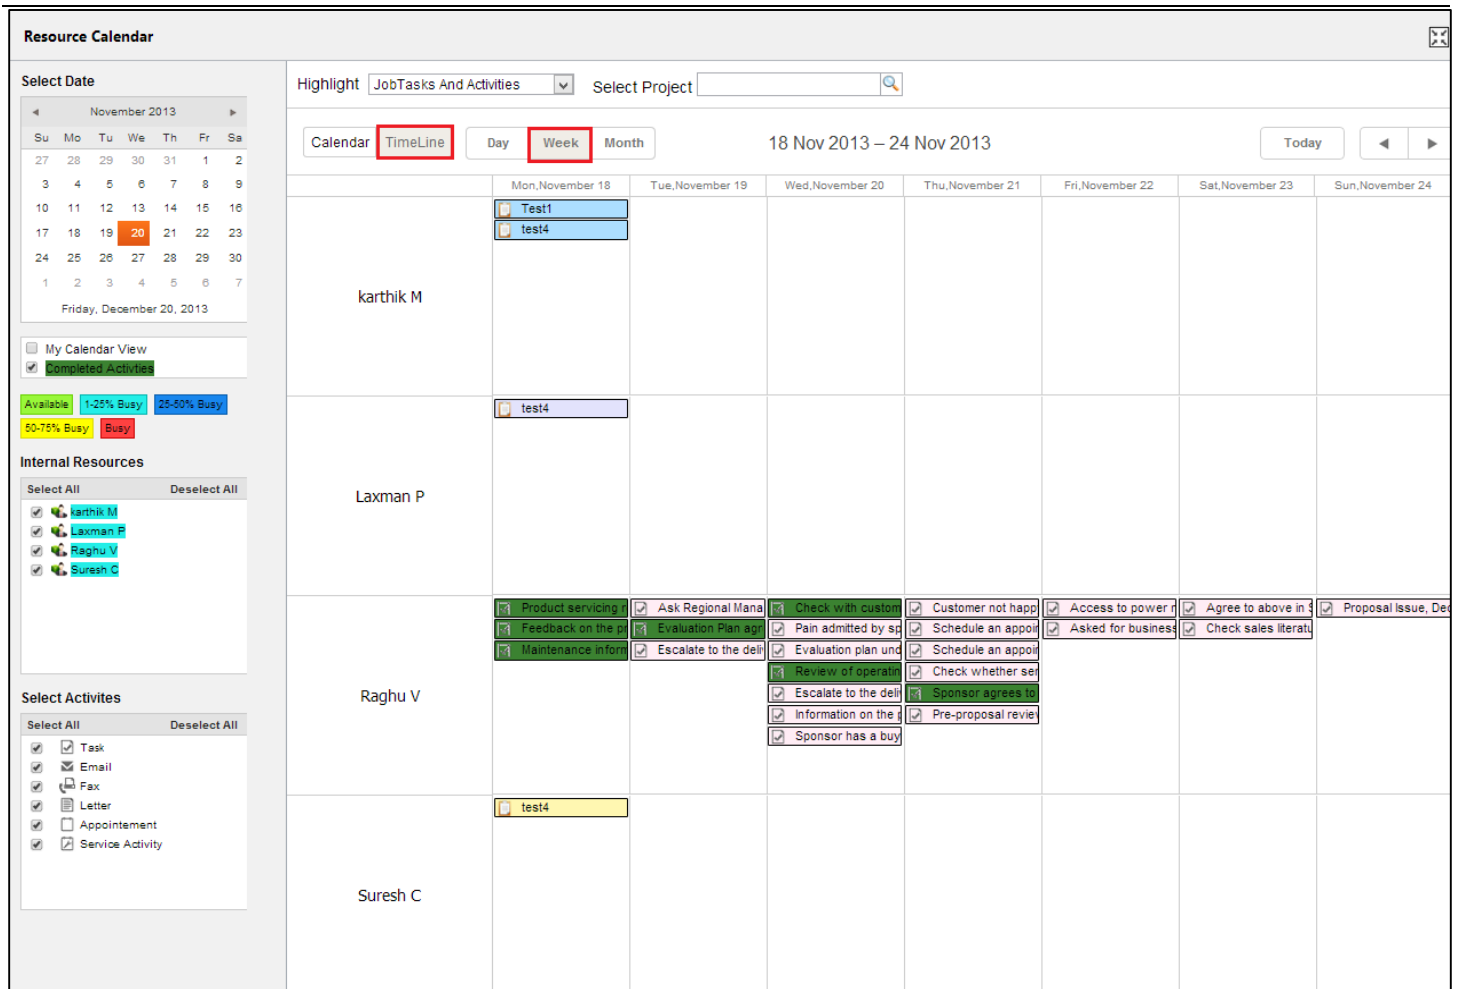 Resource Calendar
Select Date
November 2013
Su Mo Tu We Th Fr Sa
27 28 29 30 31 1 2
3 4 5 6 7 8 9
10 11 12 13 14 15 16
17 18 19 20 21 22 23
24 25 26 27 28 29 30
1 2 3 4 5 6 7
Friday, December 20, 2013
My Calendar View
Completed Activties
Available 1-25% Busy 25-50% Busy
50-75% Busy Busy
Internal Resources
Select All Deselect All
karthik M
Laxman P
Raghu V
Suresh C
Select Activites
Select All Deselect All
Task
Email
Fax
Letter
Appointement
Service Activity
Highlight JobTasks And Activities Select Project
Calendar TimeLine Day Week Month 18 Nov 2013 – 24 Nov 2013 Today
Mon,November 18 Tue,November 19 Wed,November 20 Thu,November 21 Fri,November 22 Sat,November 23 Sun,November 24
Test1
test4
karthik M
test4
Laxman P
Product servicing r Ask Regional Mana Check with custom Customer not happ Access to power r Agree to above in S Proposal Issue, Dec
Feedback on the pr Evaluation Plan agr Pain admitted by sp Schedule an appoin Asked for business Check sales literatu
Maintenance inform Escalate to the deli Evaluation plan und Schedule an appoin
Review of operatin Check whether ser
Raghu V
Escalate to the deli Sponsor agrees to
Information on the p Pre-proposal review
Sponsor has a buy
test4
Suresh C